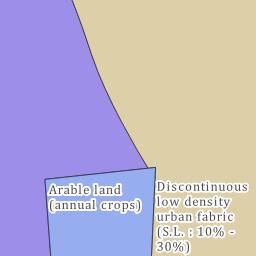 Arable land
(annual crops)
Discontinuous
low density
urban fabric
(S.L. : 10% -
30%)